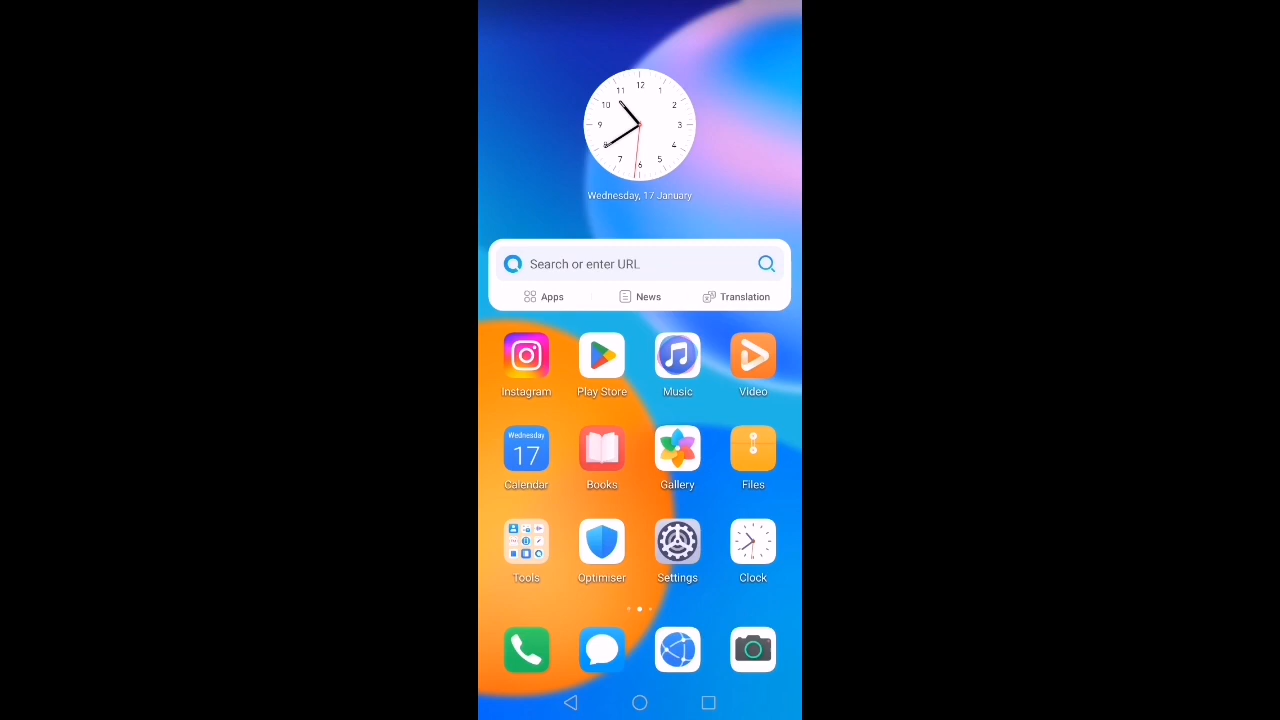 11 12 1
10 2
9 3
8 4
7 6 5
Wednesday, 17 January
Search or enter URL
Apps News Translation
Instagram Play Store Music Video
Wednesday
17
Calendar Books Gallery Files
Tools Optimiser Settings Clock